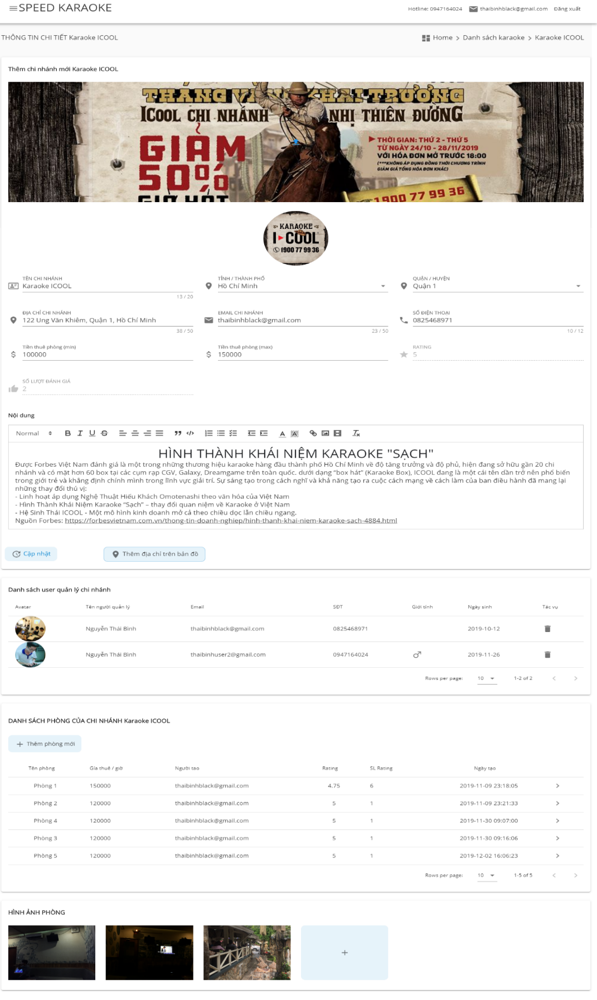 SPEED KARAOKE
Hotline: 0947164024 thaibinhblack@gmail.com Đăng xuất
THÔNG TIN CHI TIẾT Karaoke ICOOL
Home > Danh sách karaoke > Karaoke ICOOL
Thêm chi nhánh mới Karaoke ICOOL
KHAI TRƯƠNG
ICOOL CHI NHÁNH NHỊ THIÊN ĐƯỜNG
GIẢM
50%
GIỜ HÁT
THỜI GIAN: THỨ 2 - THỨ 5
TỪ NGÀY 24/10 - 28/11/2019
VỚI HÓA ĐƠN MỞ TRƯỚC 18:00
(***KHÔNG ÁP DỤNG ĐỒNG THỜI CHƯƠNG TRÌNH
GIẢM GIÁ TỔNG HÓA ĐƠN KHÁC)
1900 77 99 36
KARAOKE
I COOL
1900 77 99 36
TÊN CHI NHÁNH
Karaoke ICOOL
13 / 20
TỈNH / THÀNH PHỐ
Hồ Chí Minh
QUẬN / HUYỆN
Quận 1
ĐỊA CHỈ CHI NHÁNH
122 Ung Văn Khiêm, Quận 1, Hồ Chí Minh
38 / 50
EMAIL CHI NHÁNH
thaibinhblack@gmail.com
23 / 50
SỐ ĐIỆN THOẠI
0825468971
10 / 12
Tiền thuê phòng (min)
100000
Tiền thuê phòng (max)
150000
RATING
5
SỐ LƯỢT ĐÁNH GIÁ
2
Nội dung
Normal
HÌNH THÀNH KHÁI NIỆM KARAOKE "SẠCH"
Được Forbes Việt Nam đánh giá là một trong những thương hiệu karaoke hàng đầu thành phố Hồ Chí Minh về độ tăng trưởng và độ phủ, hiện đang sở hữu gần 20 chi
nhánh và có mặt hơn 60 box tại các cụm rạp CGV, Galaxy, Dreamgame trên toàn quốc. dưới dạng “box hát” (Karaoke Box), ICOOL đang là một cái tên dần trở nên phổ biến
trong giới trẻ và khẳng định chính mình trong lĩnh vực giải trí. Sự sáng tạo trong cách nghĩ và khả năng tạo ra cuộc cách mạng về cách làm của ban điều hành đã mang lại
những thay đổi thú vị:
- Linh hoạt áp dụng Nghệ Thuật Hiếu Khách Omotenashi theo văn hóa của Việt Nam
- Hình Thành Khái Niệm Karaoke “Sạch” – thay đổi quan niệm về Karaoke ở Việt Nam
- Hệ Sinh Thái ICOOL - Một mô hình kinh doanh mở cả theo chiều dọc lẫn chiều ngang.
Nguồn Forbes: https://forbesvietnam.com.vn/thong-tin-doanh-nghiep/hinh-thanh-khai-niem-karaoke-sach-4884.html
Cập nhật
Thêm địa chỉ trên bản đồ
Danh sách user quản lý chi nhánh
Avatar Tên người quản lý Email SĐT Giới tính Ngày sinh Tác vụ
Nguyễn Thái Bình thaibinhblack@gmail.com 0825468971 2019-10-12
Nguyễn Thái Bình thaibinhuser2@gmail.com 0947164024 2019-11-26
Rows per page: 10 1-2 of 2
DANH SÁCH PHÒNG CỦA CHI NHÁNH Karaoke ICOOL
Thêm phòng mới
Tên phòng Gía thuê / giờ Người tao Rating SL Rating Ngày tạo
Phòng 1 150000 thaibinhblack@gmail.com 4.75 6 2019-11-09 23:18:05
Phòng 2 120000 thaibinhblack@gmail.com 5 1 2019-11-09 23:21:33
Phòng 4 120000 thaibinhblack@gmail.com 5 1 2019-11-30 09:07:00
Phòng 3 120000 thaibinhblack@gmail.com 5 1 2019-11-30 09:16:06
Phòng 5 120000 thaibinhblack@gmail.com 5 1 2019-12-02 16:06:23
Rows per page: 10 1-5 of 5
HÌNH ẢNH PHÒNG